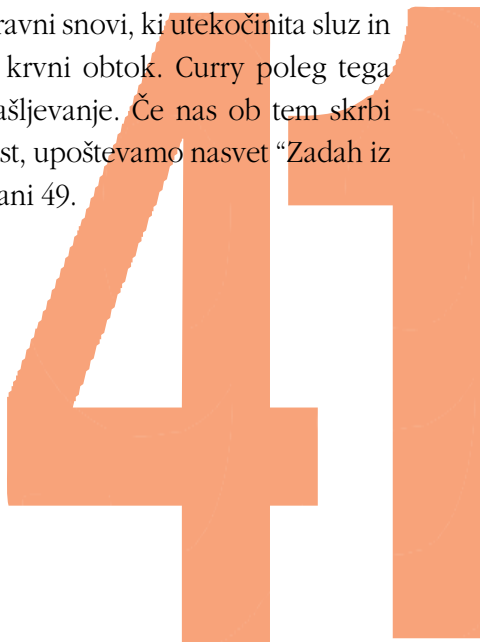 ravni snovi, ki utekočinita sluz in
krvni obtok. Curry poleg tega
ašljevanje. Če nas ob tem skrbi
st, upoštevamo nasvet “Zadah iz
ani 49.
41